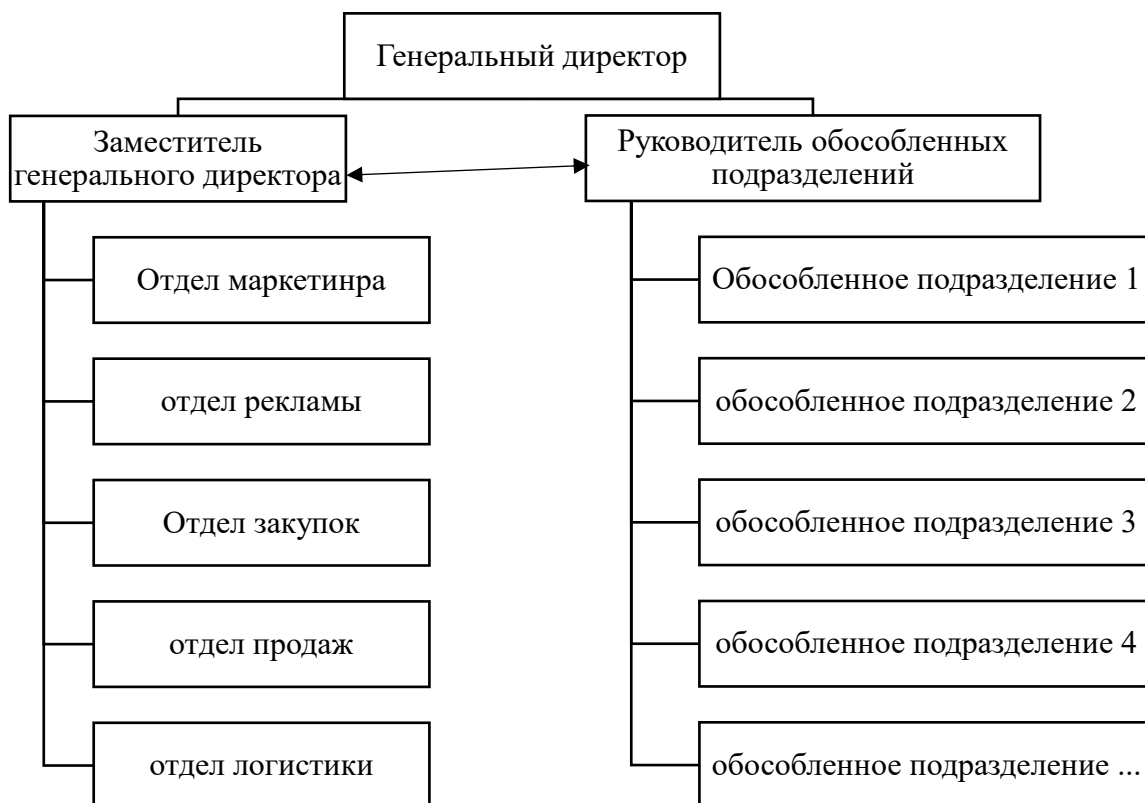 Генеральный директор
Заместитель
генерального директора
Руководитель обособленных
подразделений
Отдел маркетинра
отдел рекламы
Отдел закупок
отдел продаж
отдел логистики
Обособленное подразделение 1
обособленное подразделение 2
обособленное подразделение 3
обособленное подразделение 4
обособленное подразделение ...